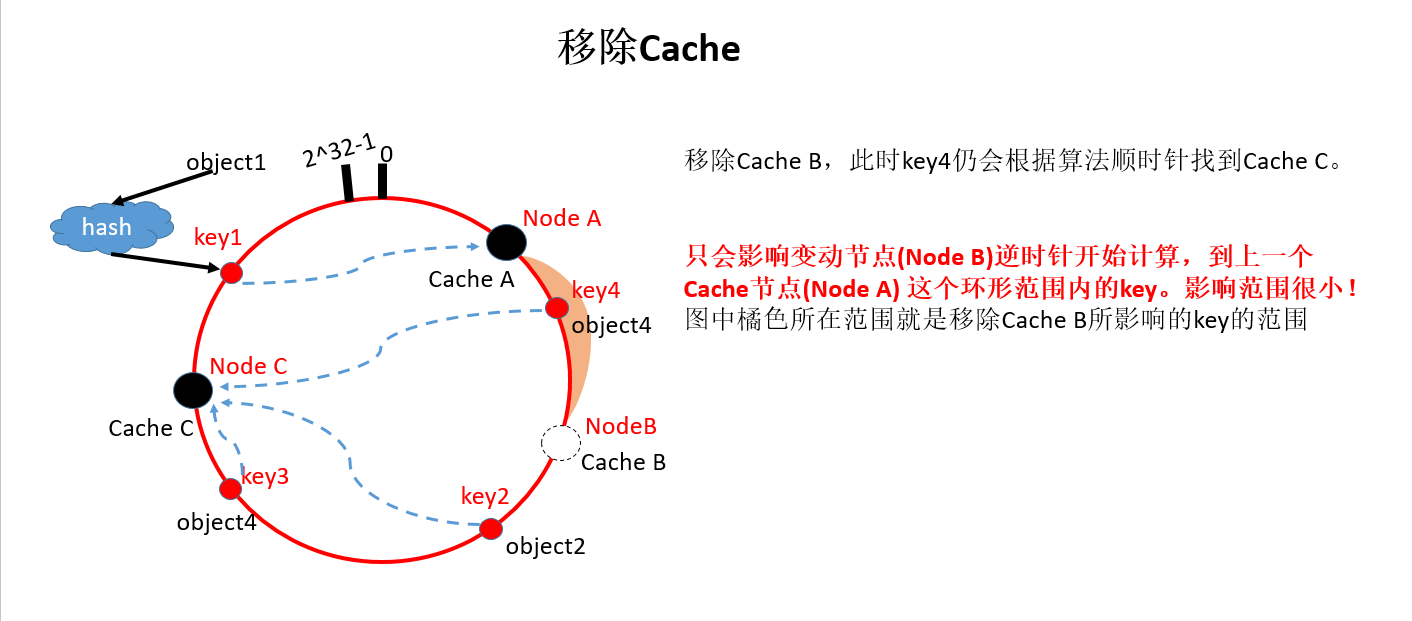 移除Cache
object1
2^32-1
0
hash
key1
Node A
Cache A
key4
object4
Node C
Cache C
NodeB
Cache B
key3
object4
key2
object2
移除Cache B，此时key4仍会根据算法顺时针找到Cache C。
只会影响变动节点(Node B)逆时针开始计算，到上一个
Cache节点(Node A) 这个环形范围内的key。影响范围很小！
图中橘色所在范围就是移除Cache B所影响的key的范围